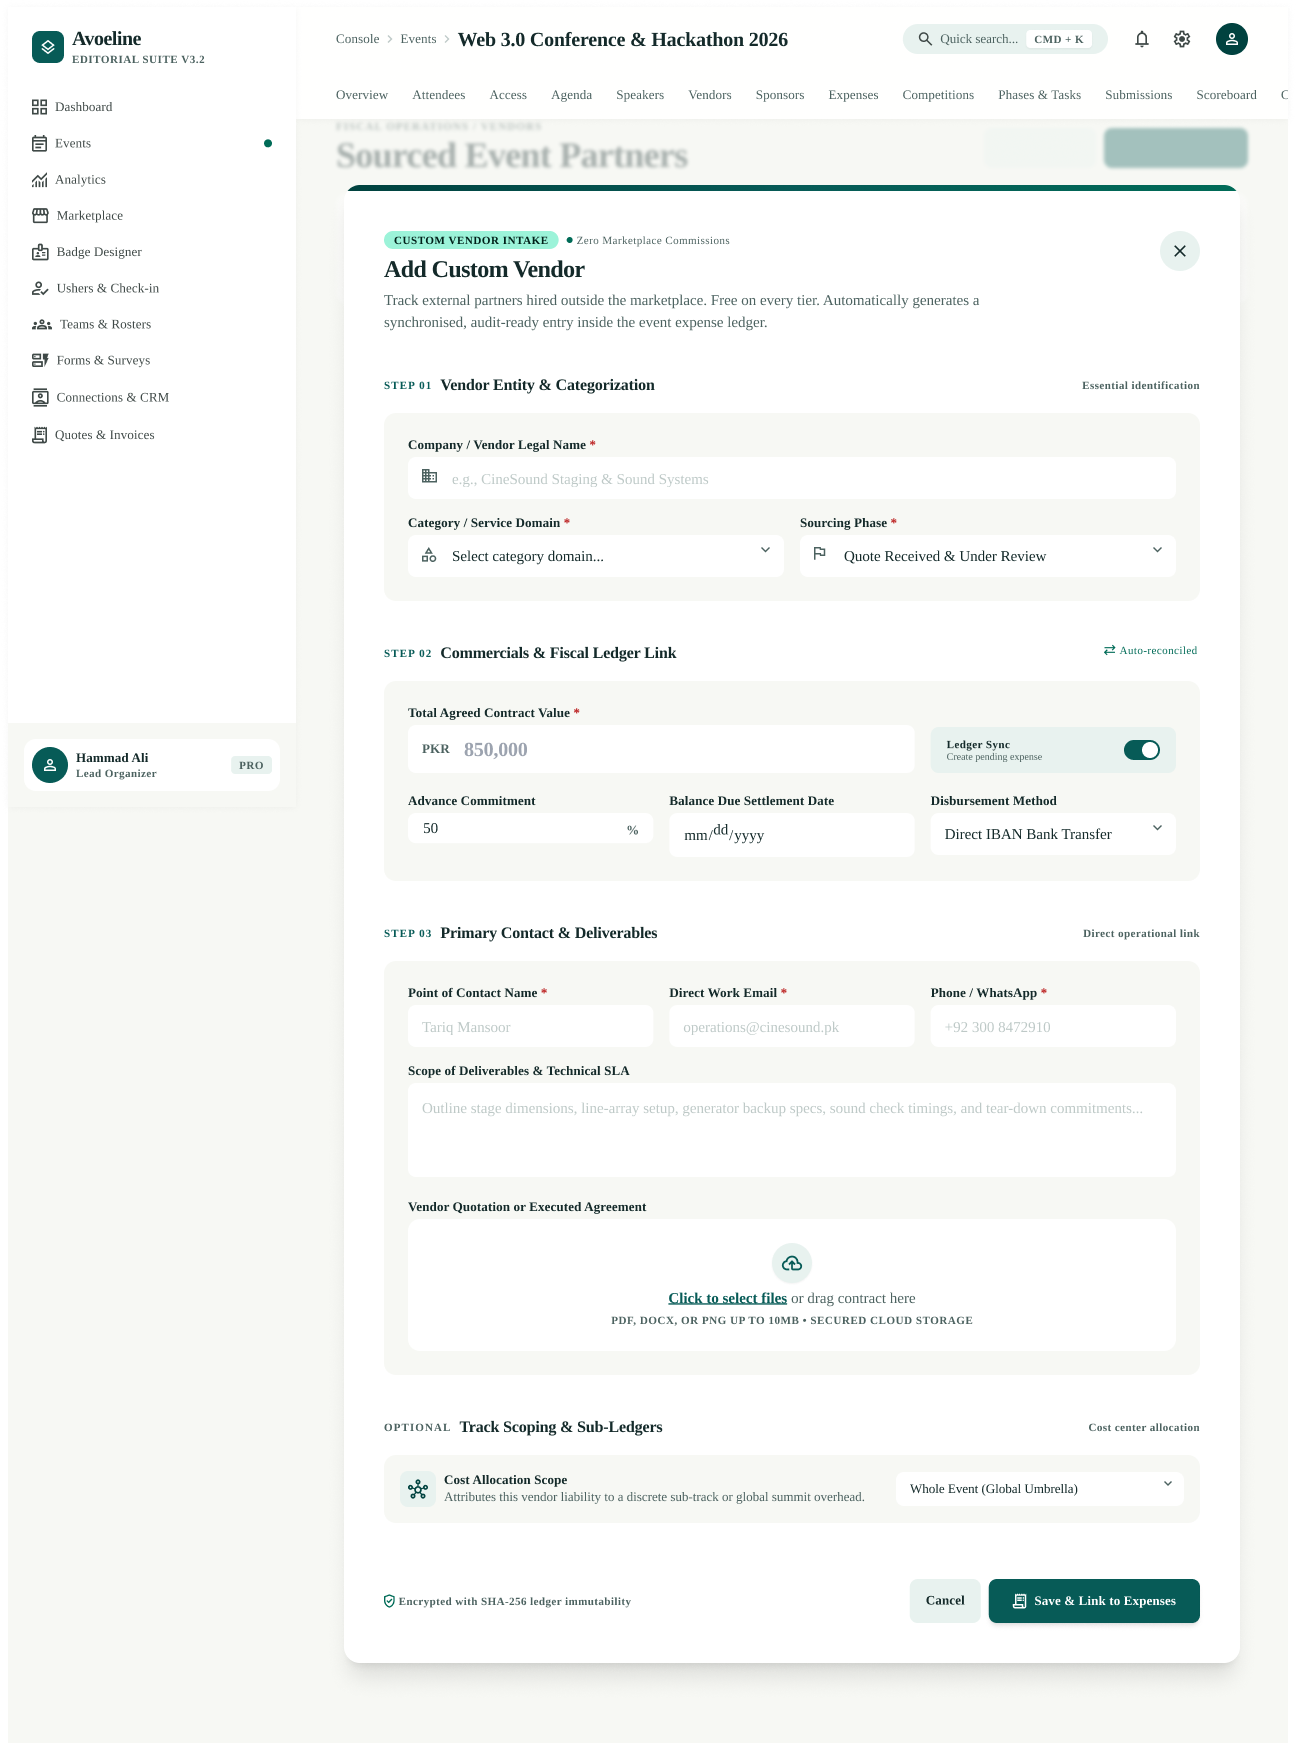 Avoeline
EDITORIAL SUITE V3.2
Dashboard
Events
Analytics
Marketplace
Badge Designer
Ushers & Check-in
Teams & Rosters
Forms & Surveys
Connections & CRM
Quotes & Invoices
Hammad Ali
Lead Organizer
PRO
Console Events Web 3.0 Conference & Hackathon 2026
Quick search... CMD + K
Overview Attendees Access Agenda Speakers Vendors Sponsors Expenses Competitions Phases & Tasks Submissions Scoreboard C
FISCAL OPERATIONS / VENDORS
Sourced Event Partners
CUSTOM VENDOR INTAKE Zero Marketplace Commissions
Add Custom Vendor
Track external partners hired outside the marketplace. Free on every tier. Automatically generates a
synchronised, audit-ready entry inside the event expense ledger.
STEP 01 Vendor Entity & Categorization Essential identification
Company / Vendor Legal Name *
e.g., CineSound Staging & Sound Systems
Category / Service Domain * Sourcing Phase *
Select category domain... Quote Received & Under Review
STEP 02 Commercials & Fiscal Ledger Link Auto-reconciled
Total Agreed Contract Value *
PKR 850,000
Ledger Sync
Create pending expense
Advance Commitment Balance Due Settlement Date Disbursement Method
50 % mm/dd/yyyy Direct IBAN Bank Transfer
STEP 03 Primary Contact & Deliverables Direct operational link
Point of Contact Name * Direct Work Email * Phone / WhatsApp *
Tariq Mansoor operations@cinesound.pk +92 300 8472910
Scope of Deliverables & Technical SLA
Outline stage dimensions, line-array setup, generator backup specs, sound check timings, and tear-down commitments...
Vendor Quotation or Executed Agreement
Click to select files or drag contract here
PDF, DOCX, OR PNG UP TO 10MB • SECURED CLOUD STORAGE
OPTIONAL Track Scoping & Sub-Ledgers Cost center allocation
Cost Allocation Scope
Attributes this vendor liability to a discrete sub-track or global summit overhead.
Whole Event (Global Umbrella)
Encrypted with SHA-256 ledger immutability
Cancel Save & Link to Expenses